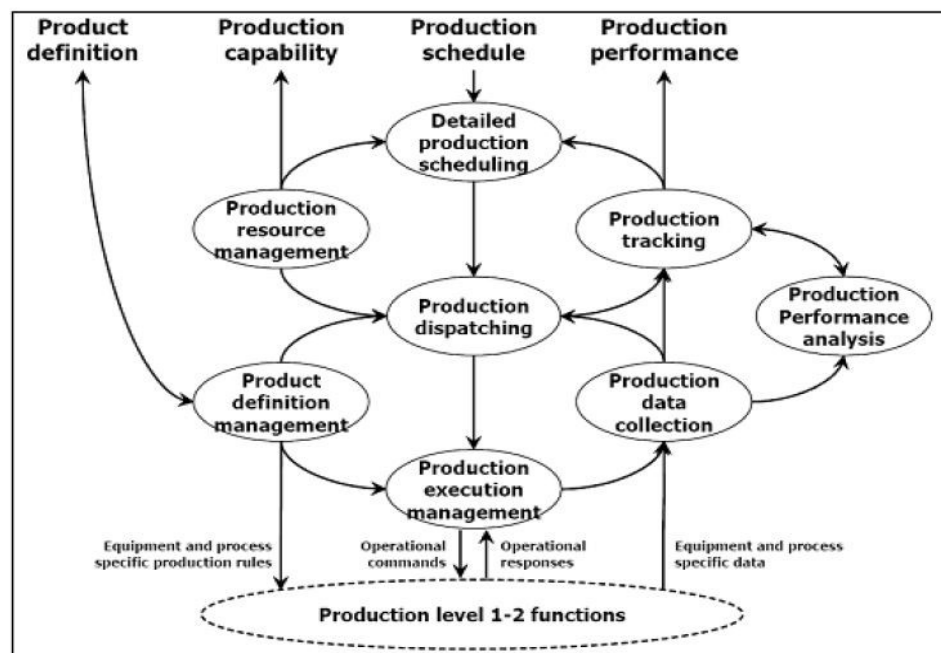 Product
definition
Production
capability
Production
schedule
Production
performance
Detailed
production
scheduling
Production
resource
management
Production
tracking
Production
dispatching
Production
Performance
analysis
Product
definition
management
Production
data
collection
Production
execution
management
Equipment and process
specific production rules
Operational
commands
Operational
responses
Equipment and process
specific data
Production level 1-2 functions